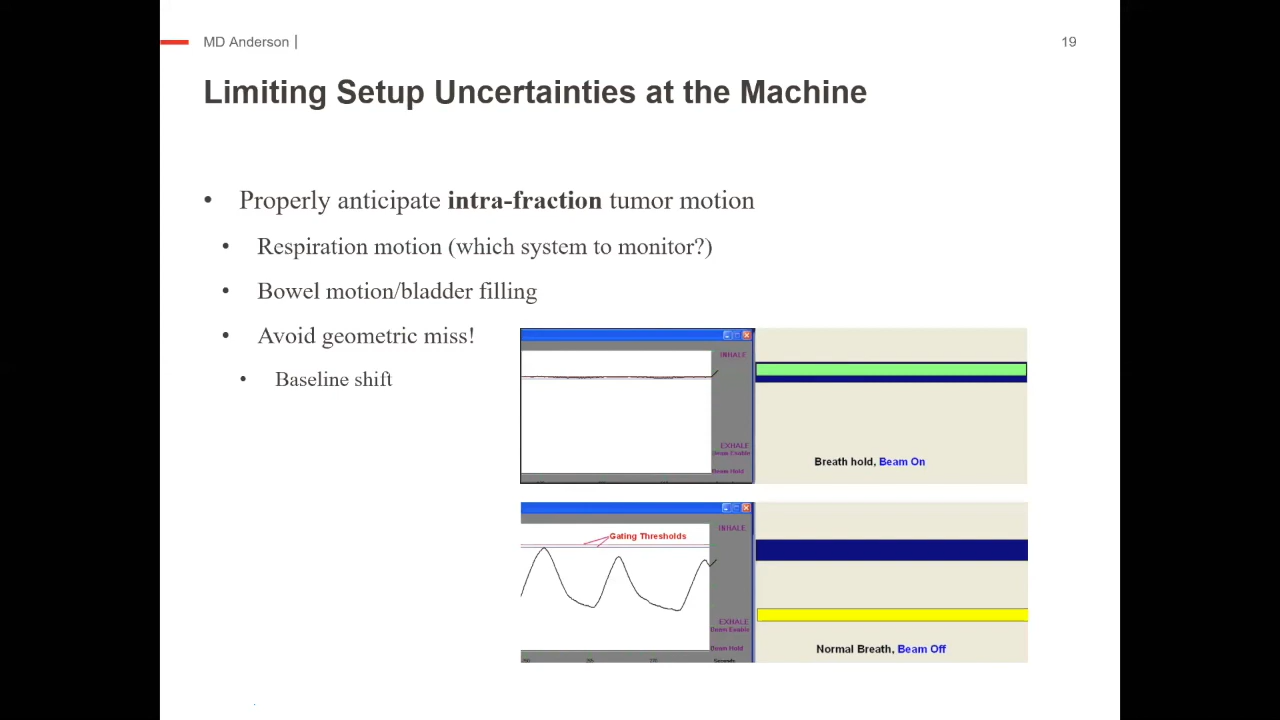 MD Anderson |
19
Limiting Setup Uncertainties at the Machine
• Properly anticipate intra-fraction tumor motion
• Respiration motion (which system to monitor?)
• Bowel motion/bladder filling
• Avoid geometric miss!
• Baseline shift
INHALE
EXHALE
Beam Enable
Beam Hold
Breath hold, Beam On
Gating Thresholds
INHALE
EXHALE
Beam Enable
Beam Hold
Seconds
Normal Breath, Beam Off